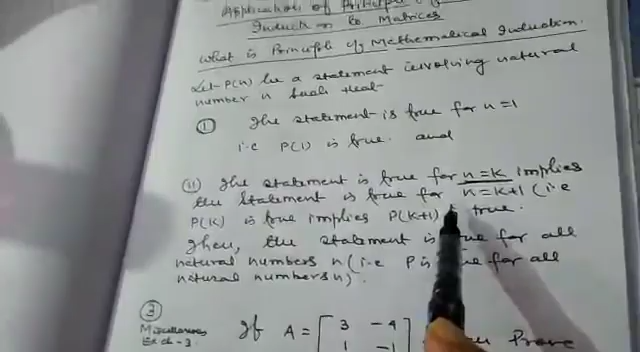 Application of Principle of
Induction to Matrices
What is Principle of Mathematical Induction.
Let P(n) be a statement involving natural
number n such that
(i) The statement is true for n=1
i.e P(1) is true. and
(ii) The statement is true for n=k implies
the statement is true for n=k+1 (i.e
P(k) is true implies P(k+1) is true.
Then, the statement is true for all
natural numbers n (i.e P is true for all
natural numbers n).
(3)
Miscellaneous
Ex ch-3
If A = [ 3 -4
1 -1 ] Prove